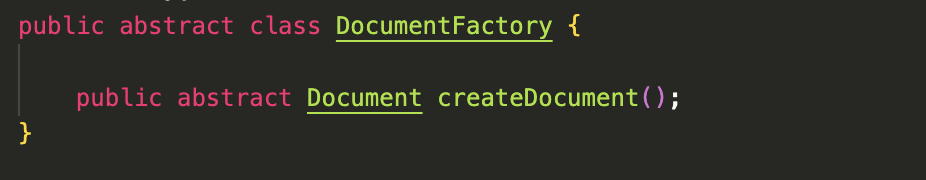 public abstract class DocumentFactory {
public abstract Document createDocument();
}